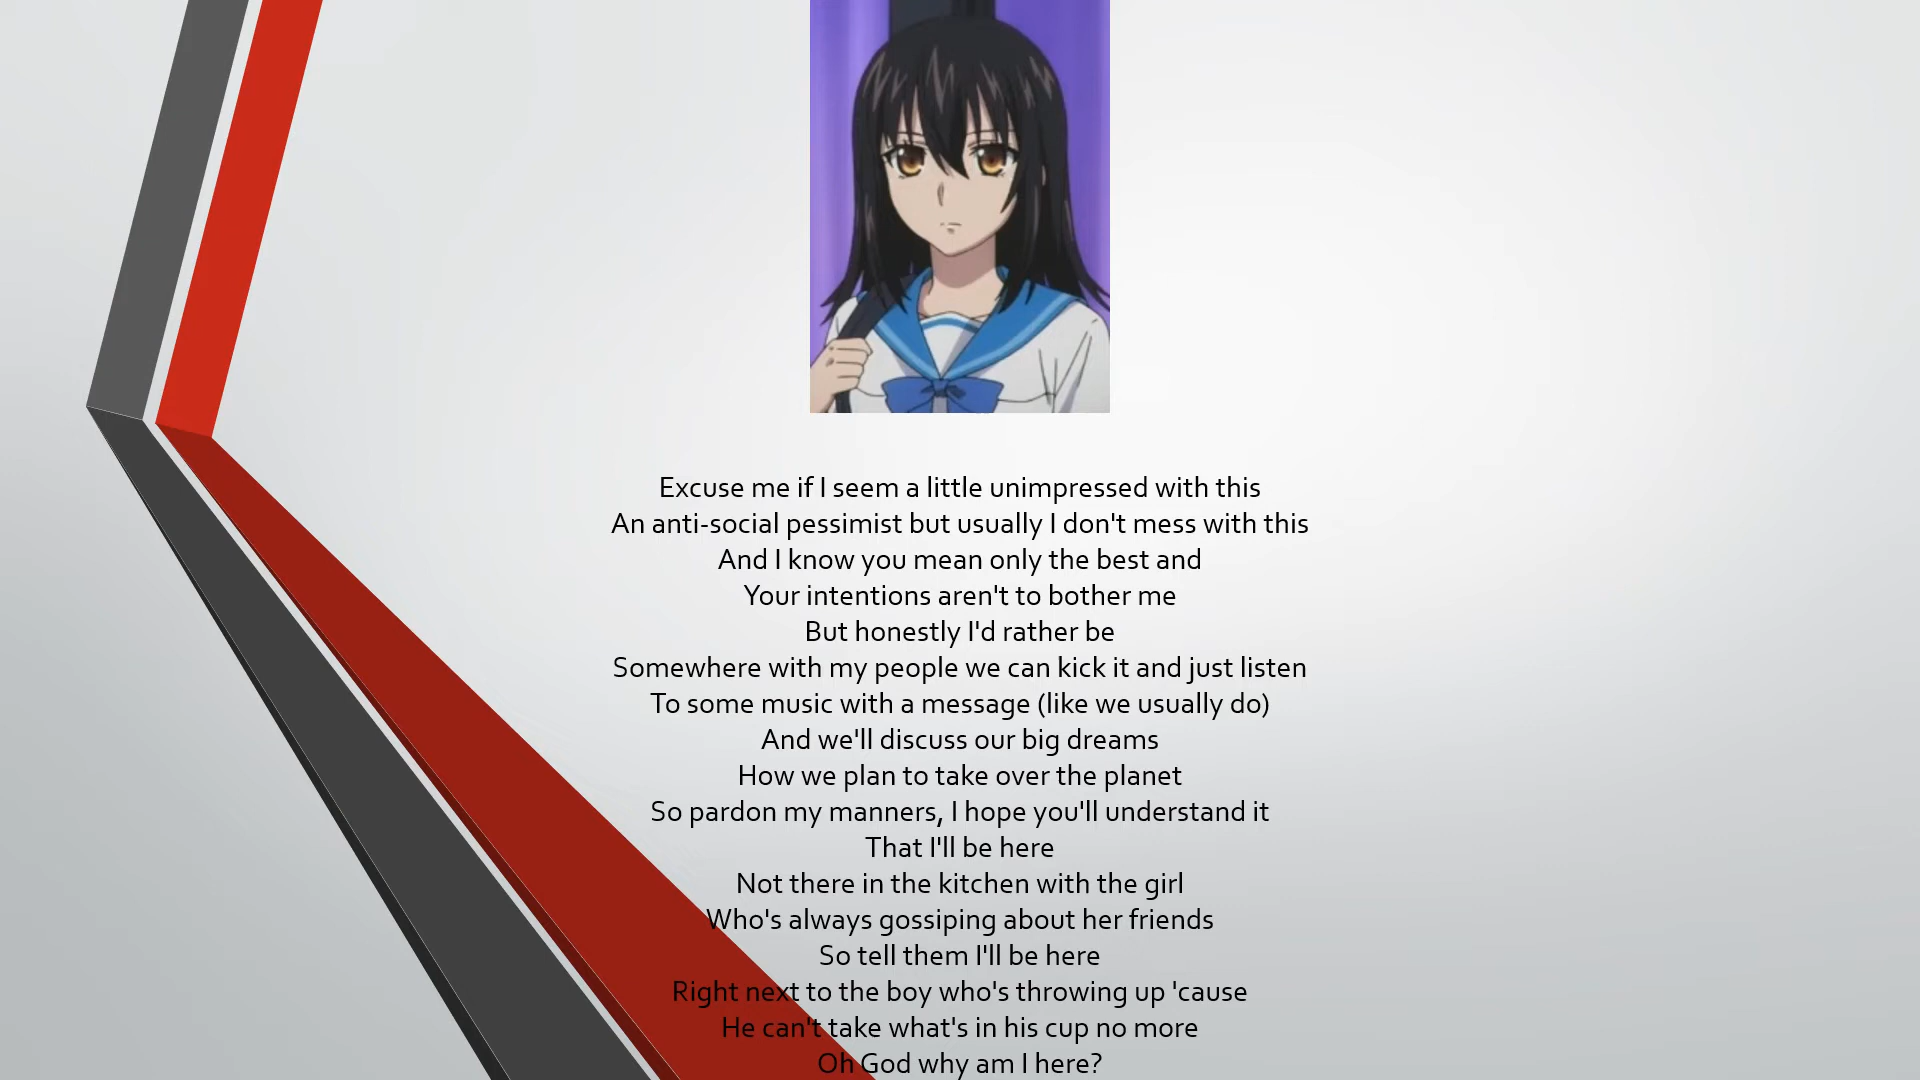 Excuse me if I seem a little unimpressed with this
An anti-social pessimist but usually I don't mess with this
And I know you mean only the best and
Your intentions aren't to bother me
But honestly I'd rather be
Somewhere with my people we can kick it and just listen
To some music with a message (like we usually do)
And we'll discuss our big dreams
How we plan to take over the planet
So pardon my manners, I hope you'll understand it
That I'll be here
Not there in the kitchen with the girl
Who's always gossiping about her friends
So tell them I'll be here
Right next to the boy who's throwing up 'cause
He can't take what's in his cup no more
Oh God why am I here?